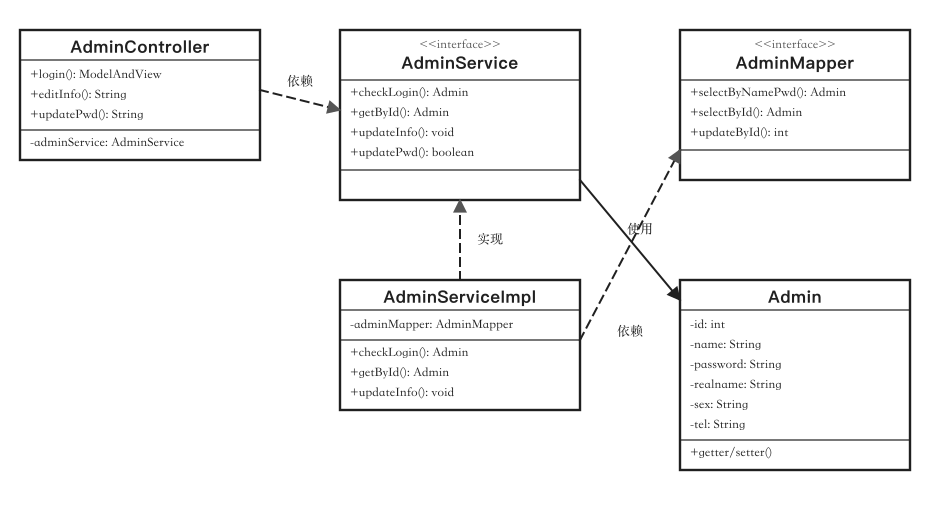 AdminController
+login(): ModelAndView
+editInfo(): String
+updatePwd(): String
-adminService: AdminService
依赖
<<interface>>
AdminService
+checkLogin(): Admin
+getById(): Admin
+updateInfo(): void
+updatePwd(): boolean
<<interface>>
AdminMapper
+selectByNamePwd(): Admin
+selectById(): Admin
+updateById(): int
使用
实现
AdminServiceImpl
-adminMapper: AdminMapper
+checkLogin(): Admin
+getById(): Admin
+updateInfo(): void
依赖
Admin
-id: int
-name: String
-password: String
-realname: String
-sex: String
-tel: String
+getter/setter()